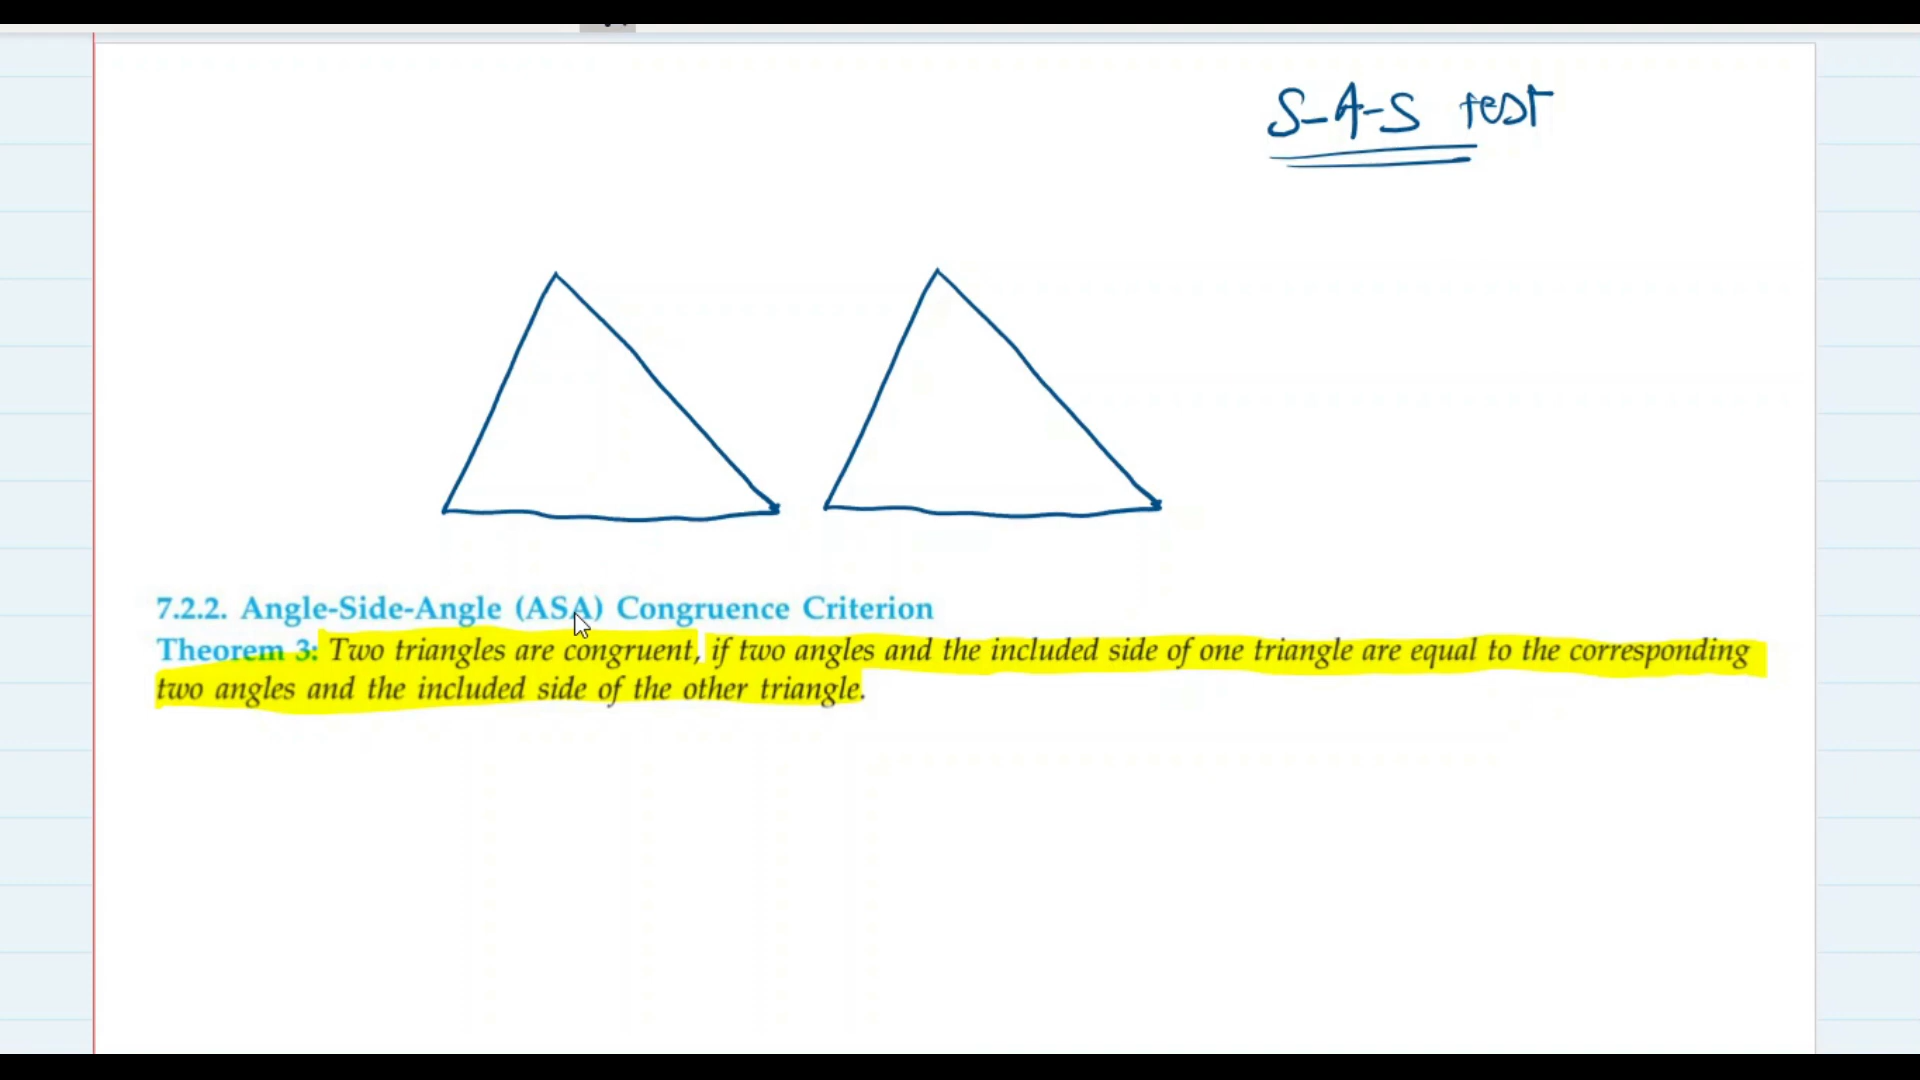 S-A-S test
7.2.2. Angle-Side-Angle (ASA) Congruence Criterion
Theorem 3: Two triangles are congruent, if two angles and the included side of one triangle are equal to the corresponding
two angles and the included side of the other triangle.